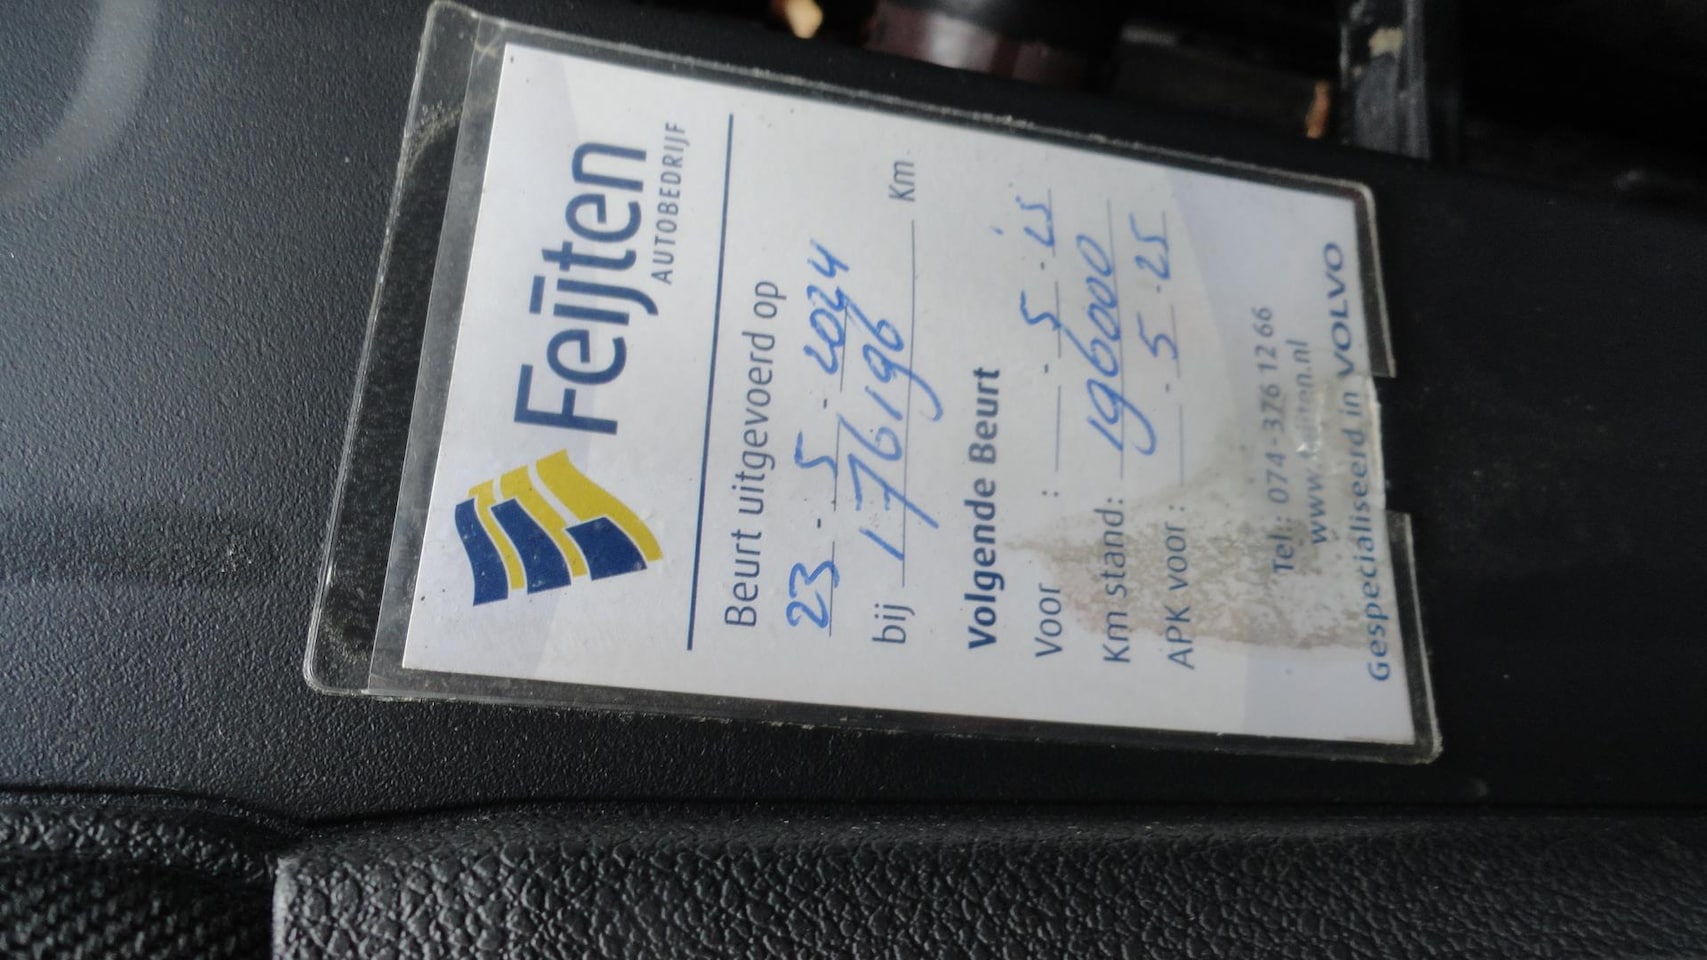 Feijten
AUTOBEDRIJF
Beurt uitgevoerd op
23 - 5 - 2024
bij 176196 Km
Volgende Beurt
Voor : - 5 - 25
Km stand: 196000
APK voor : - 5 - 25
Tel.: 074-376 12 66
Gespecialiseerd in VOLVO